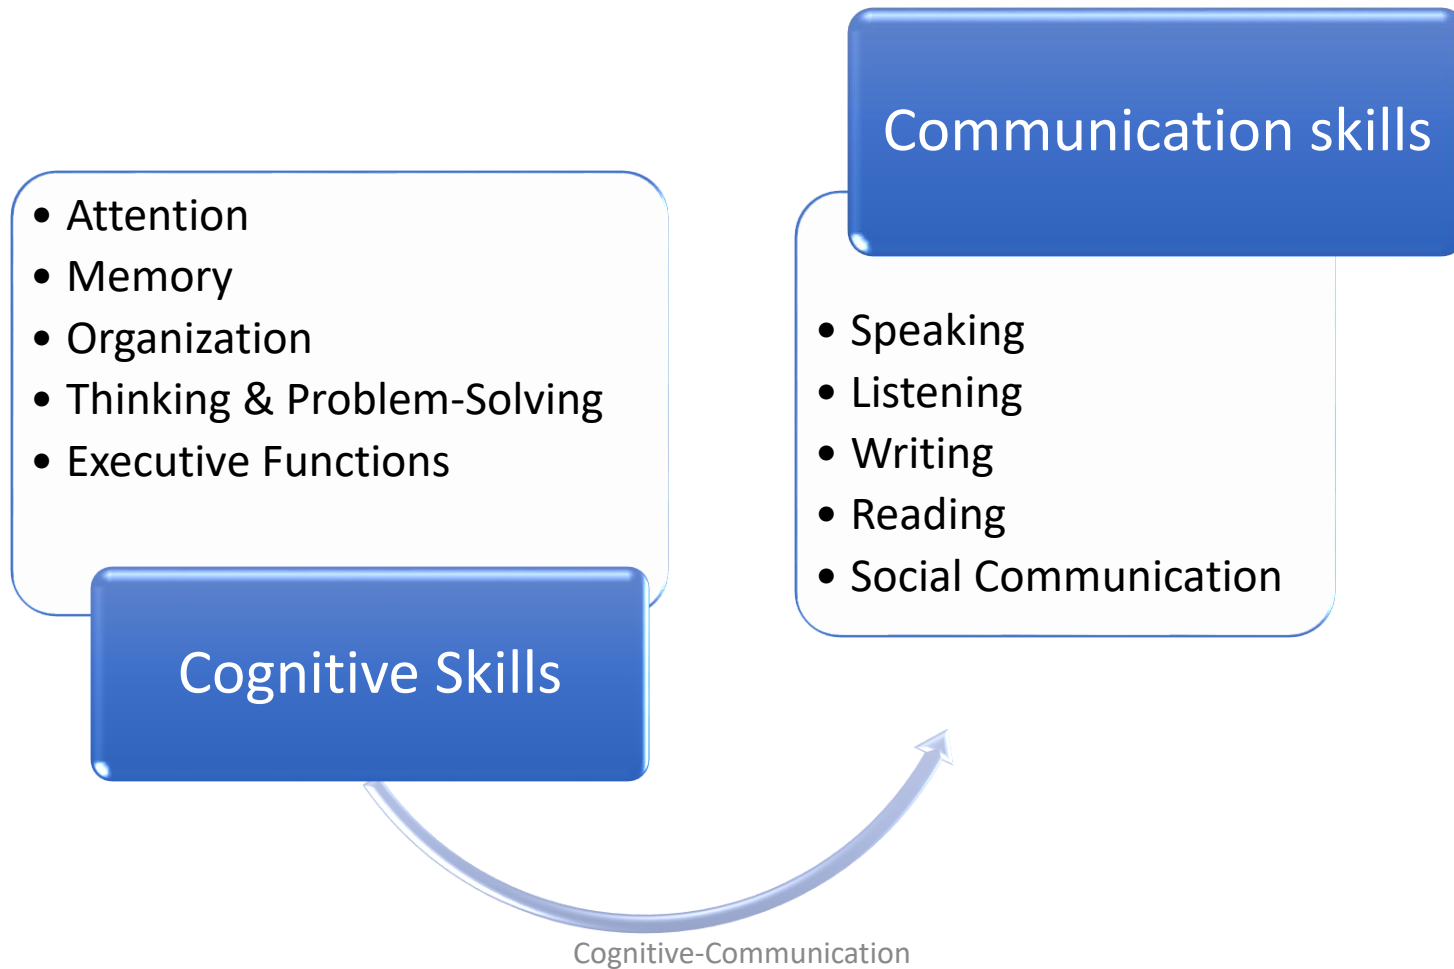 • Attention
• Memory
• Organization
• Thinking & Problem-Solving
• Executive Functions
Cognitive Skills
Communication skills
• Speaking
• Listening
• Writing
• Reading
• Social Communication
Cognitive-Communication